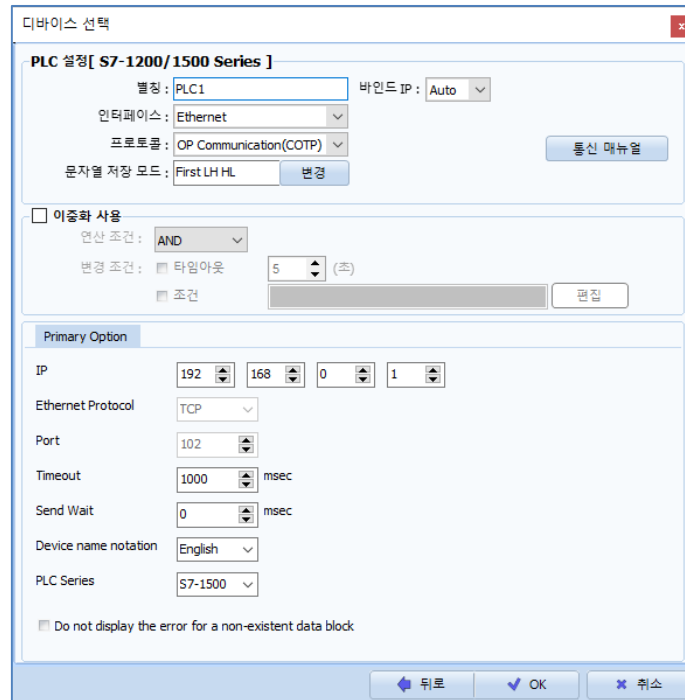 디바이스 선택
PLC 설정[ S7-1200/1500 Series ]
별칭 : PLC1 바인드 IP : Auto
인터페이스 : Ethernet
프로토콜 : OP Communication(COTP) 통신 매뉴얼
문자열 저장 모드 : First LH HL 변경
이중화 사용
연산 조건 : AND
변경 조건 : 타임아웃 5 (초)
조건 편집
Primary Option
IP 192 168 0 1
Ethernet Protocol TCP
Port 102
Timeout 1000 msec
Send Wait 0 msec
Device name notation English
PLC Series S7-1500
Do not display the error for a non-existent data block
뒤로 OK 취소